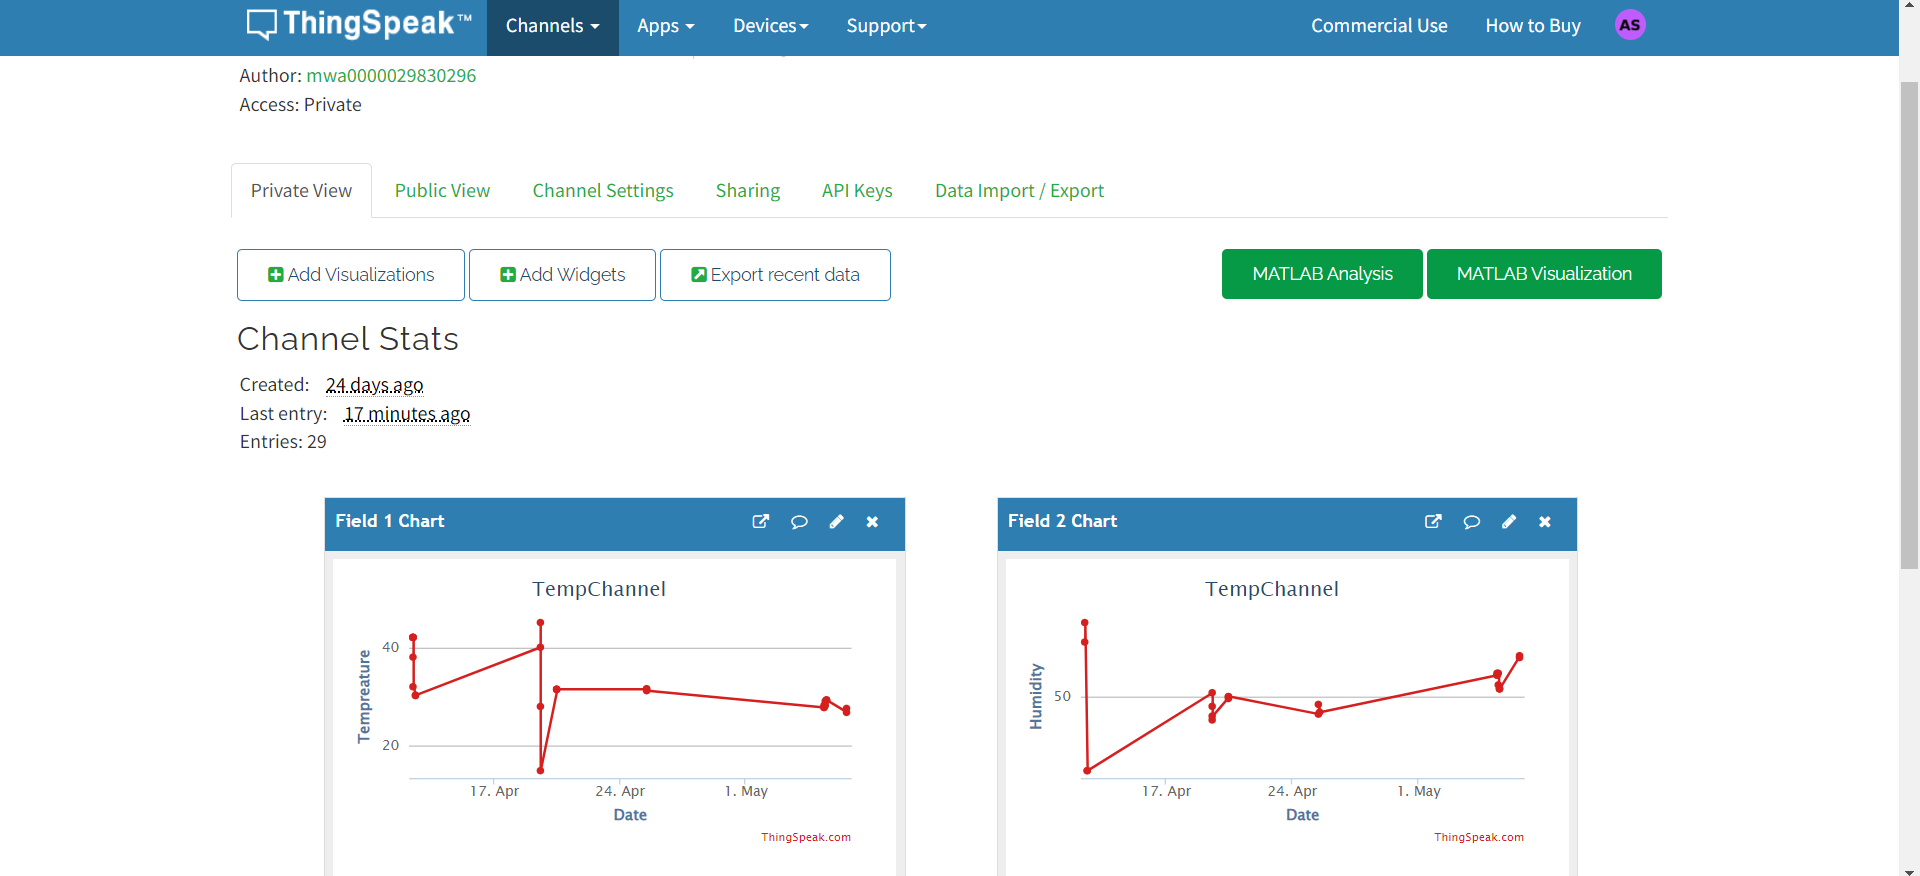 ThingSpeak™ Channels Apps Devices Support Commercial Use How to Buy AS
Author: mwa0000029830296
Access: Private
Private View Public View Channel Settings Sharing API Keys Data Import / Export
Add Visualizations Add Widgets Export recent data MATLAB Analysis MATLAB Visualization
Channel Stats
Created: 24 days ago
Last entry: 17 minutes ago
Entries: 29
Field 1 Chart
TempChannel
Tempreature
40
20
17. Apr 24. Apr 1. May
Date
ThingSpeak.com
Field 2 Chart
TempChannel
Humidity
50
17. Apr 24. Apr 1. May
Date
ThingSpeak.com